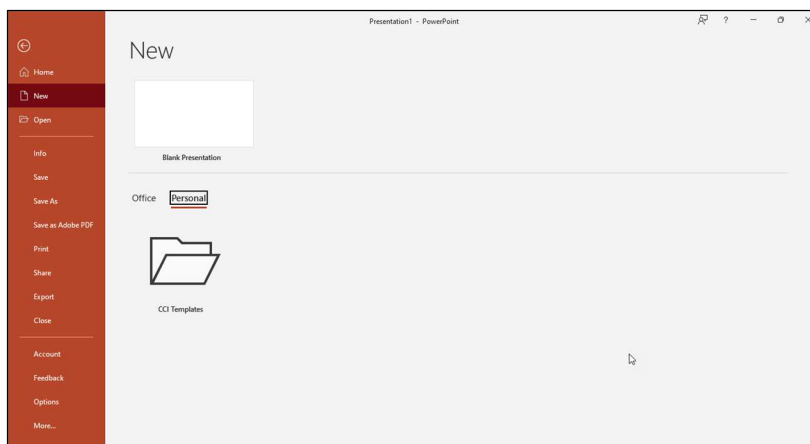 Presentation1 - PowerPoint
?
New
Home
New
Open
Info
Save
Save As
Save as Adobe PDF
Print
Share
Export
Close
Account
Feedback
Options
More...
Blank Presentation
Office Personal
CCI Templates